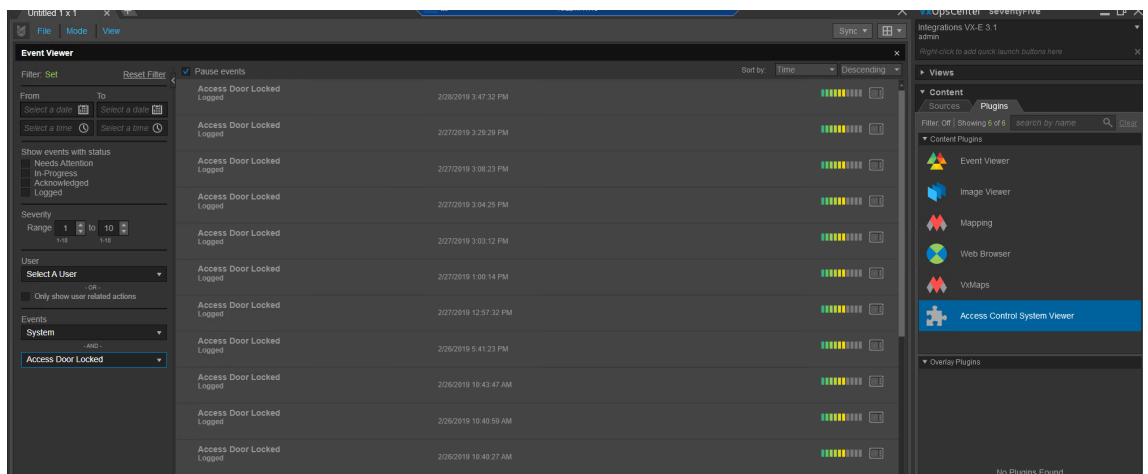 Untitled 1 x 1
File Mode View
Sync
Event Viewer
Filter: Set Reset Filter
From To
Select a date Select a date
Select a time Select a time
Show events with status
Needs Attention
In-Progress
Acknowledged
Logged
Severity
Range 1 to 10
1-10 1-10
User
Select A User
- OR -
Only show user related actions
Events
System
- AND -
Access Door Locked
Pause events
Sort by: Time Descending
Access Door Locked
Logged 2/28/2019 3:47:32 PM
Access Door Locked
Logged 2/27/2019 3:29:29 PM
Access Door Locked
Logged 2/27/2019 3:08:23 PM
Access Door Locked
Logged 2/27/2019 3:04:25 PM
Access Door Locked
Logged 2/27/2019 3:03:12 PM
Access Door Locked
Logged 2/27/2019 1:00:14 PM
Access Door Locked
Logged 2/27/2019 12:57:32 PM
Access Door Locked
Logged 2/26/2019 5:41:23 PM
Access Door Locked
Logged 2/26/2019 10:43:47 AM
Access Door Locked
Logged 2/26/2019 10:40:59 AM
Access Door Locked
Logged 2/26/2019 10:40:27 AM
VxOpsCenter SeventyFive
Integrations VX-E 3.1
admin
Right-click to add quick launch buttons here
Views
Content
Sources Plugins
Filter: Off Showing 6 of 6 search by name Clear
Content Plugins
Event Viewer
Image Viewer
Mapping
Web Browser
VxMaps
Access Control System Viewer
Overlay Plugins
No Plugins Found